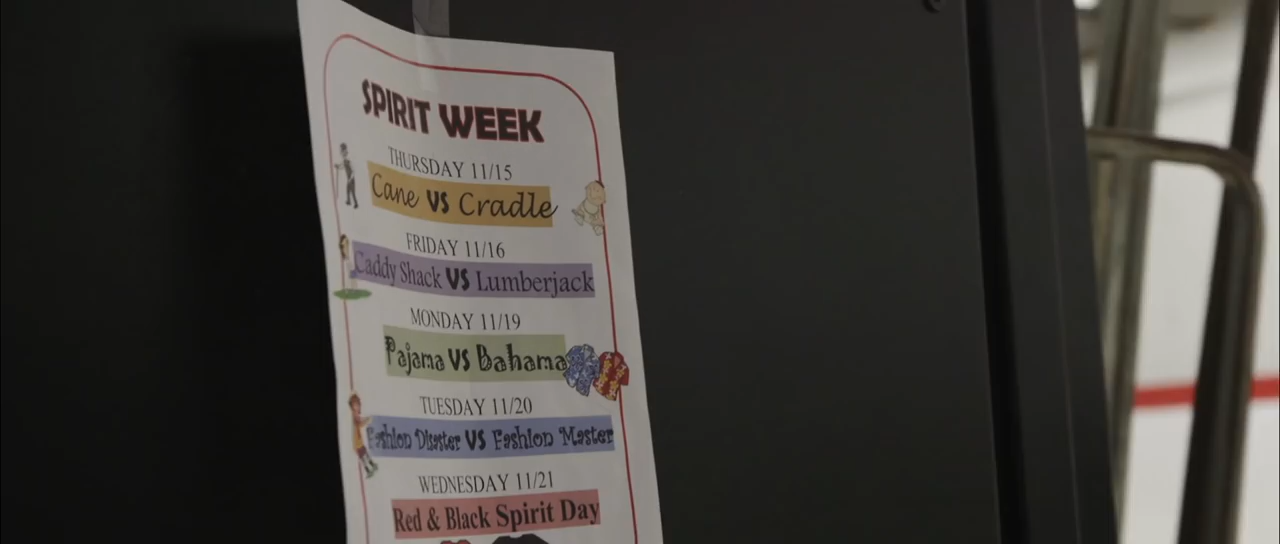 SPIRIT WEEK
THURSDAY 11/15
Cane VS Cradle
FRIDAY 11/16
Caddy Shack VS Lumberjack
MONDAY 11/19
Pajama VS Bahama
TUESDAY 11/20
Fashion Disaster VS Fashion Master
WEDNESDAY 11/21
Red & Black Spirit Day